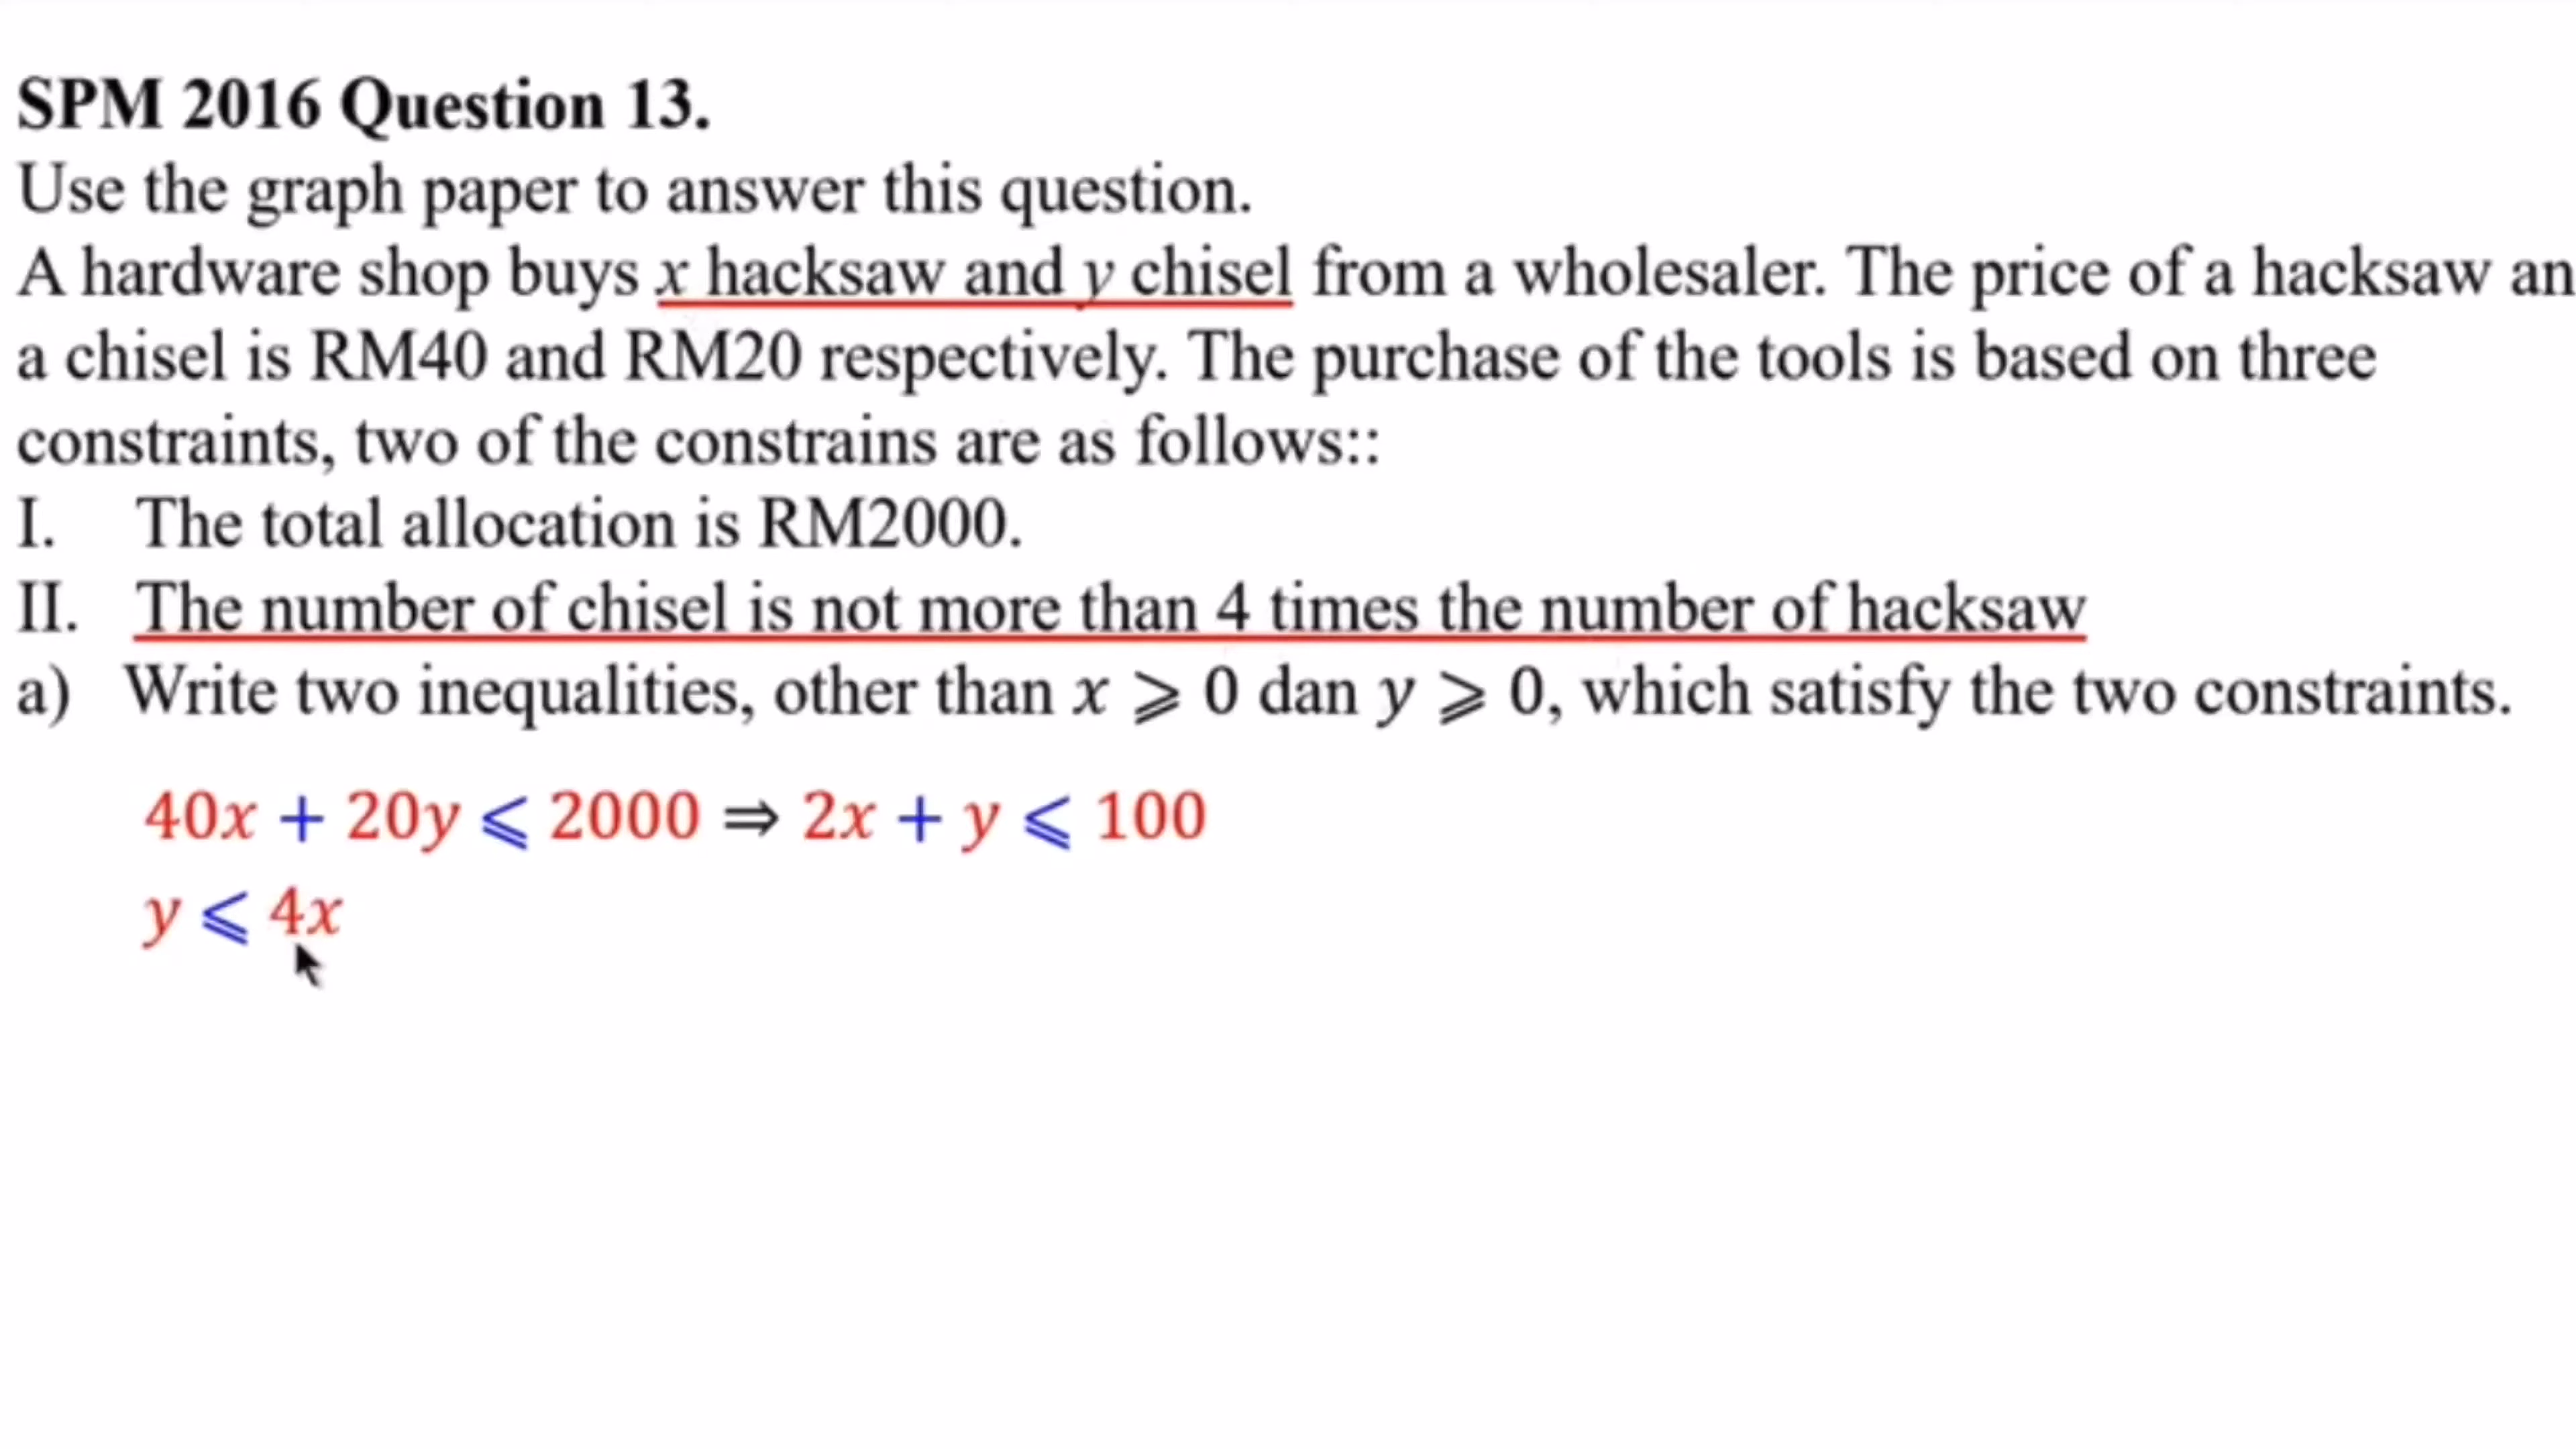 SPM 2016 Question 13.
Use the graph paper to answer this question.
A hardware shop buys x hacksaw and y chisel from a wholesaler. The price of a hacksaw an
a chisel is RM40 and RM20 respectively. The purchase of the tools is based on three
constraints, two of the constrains are as follows::
I. The total allocation is RM2000.
II. The number of chisel is not more than 4 times the number of hacksaw
a) Write two inequalities, other than x ⩾ 0 dan y ⩾ 0, which satisfy the two constraints.
40x + 20y ⩽ 2000 ⇒ 2x + y ⩽ 100
y ⩽ 4x